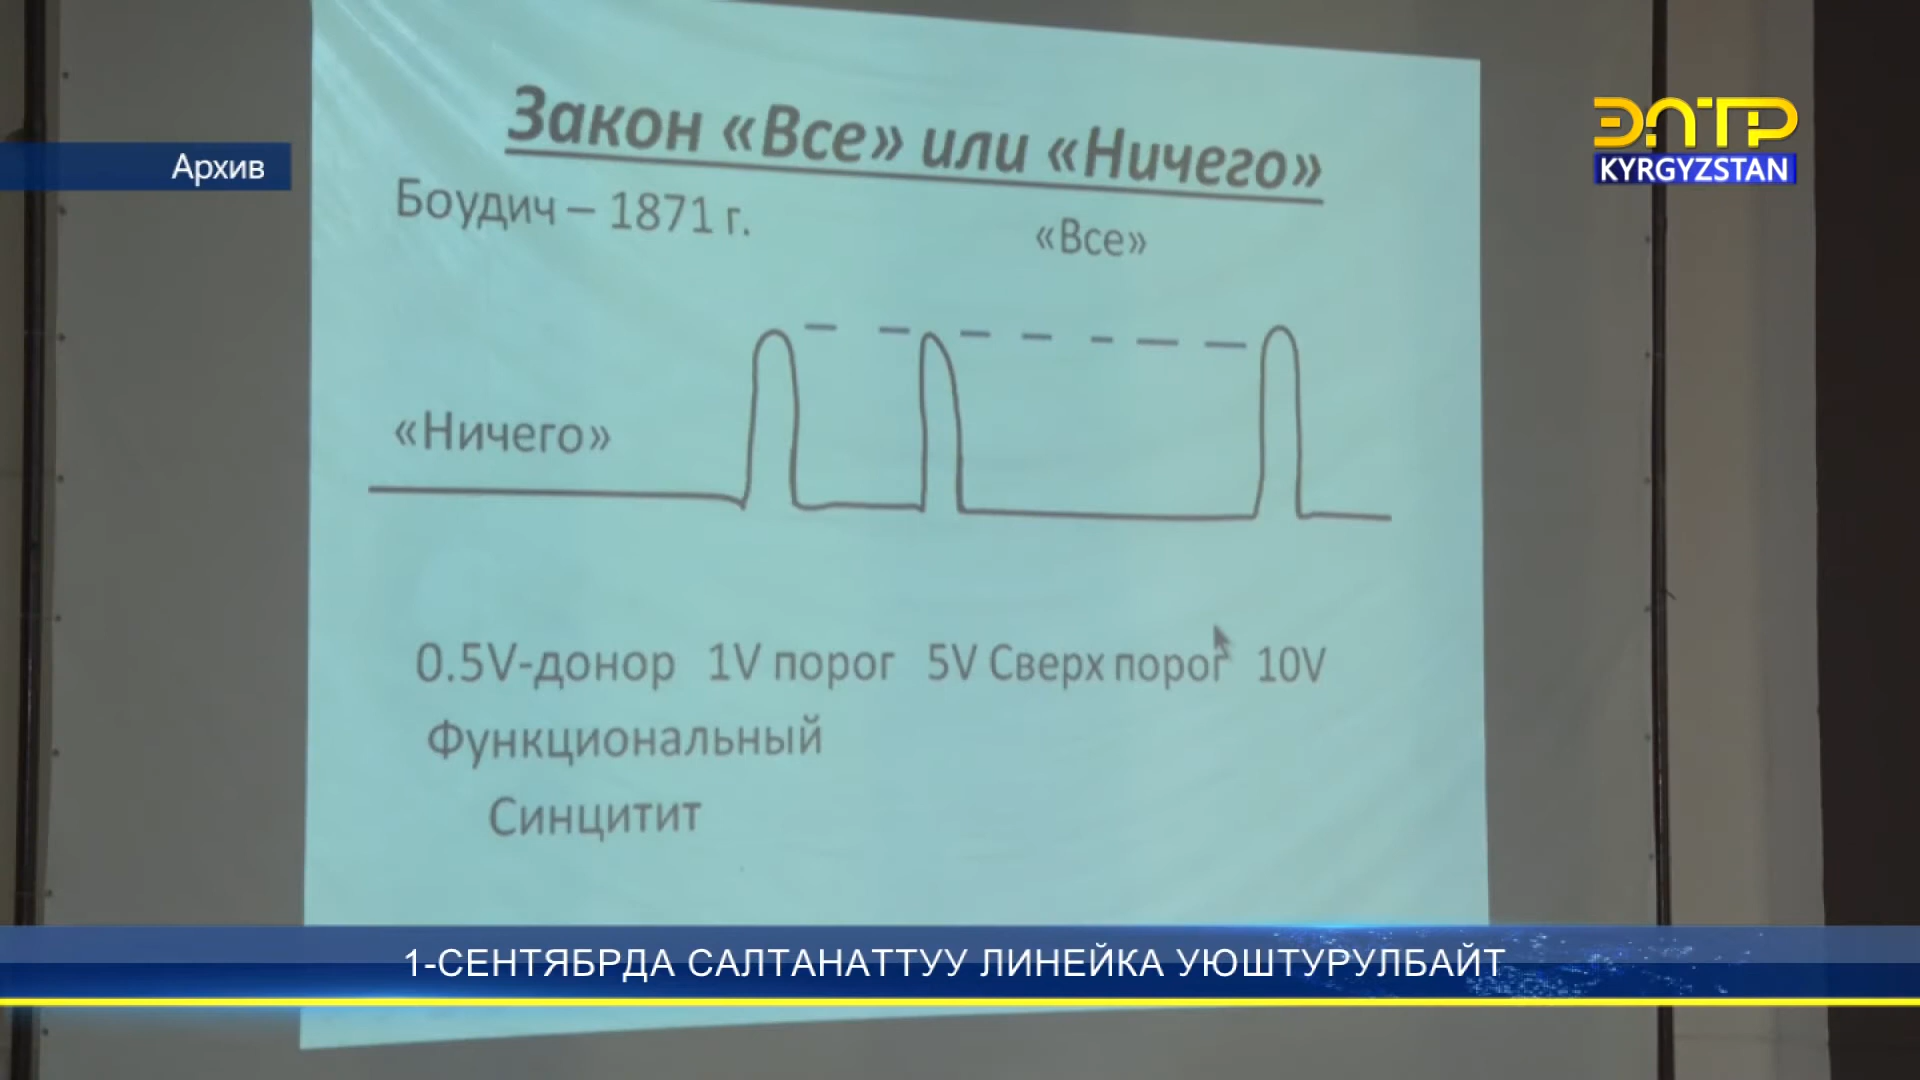 Закон «Все» или «Ничего»
Архив
ЭЛТР
KYRGYZSTAN
Боудич – 1871 г.
«Все»
«Ничего»
0.5V-донор 1V порог 5V Сверх порог 10V
Функциональный
Синцитит
1-СЕНТЯБРДА САЛТАНАТТУУ ЛИНЕЙКА УЮШТУРУЛБАЙТ